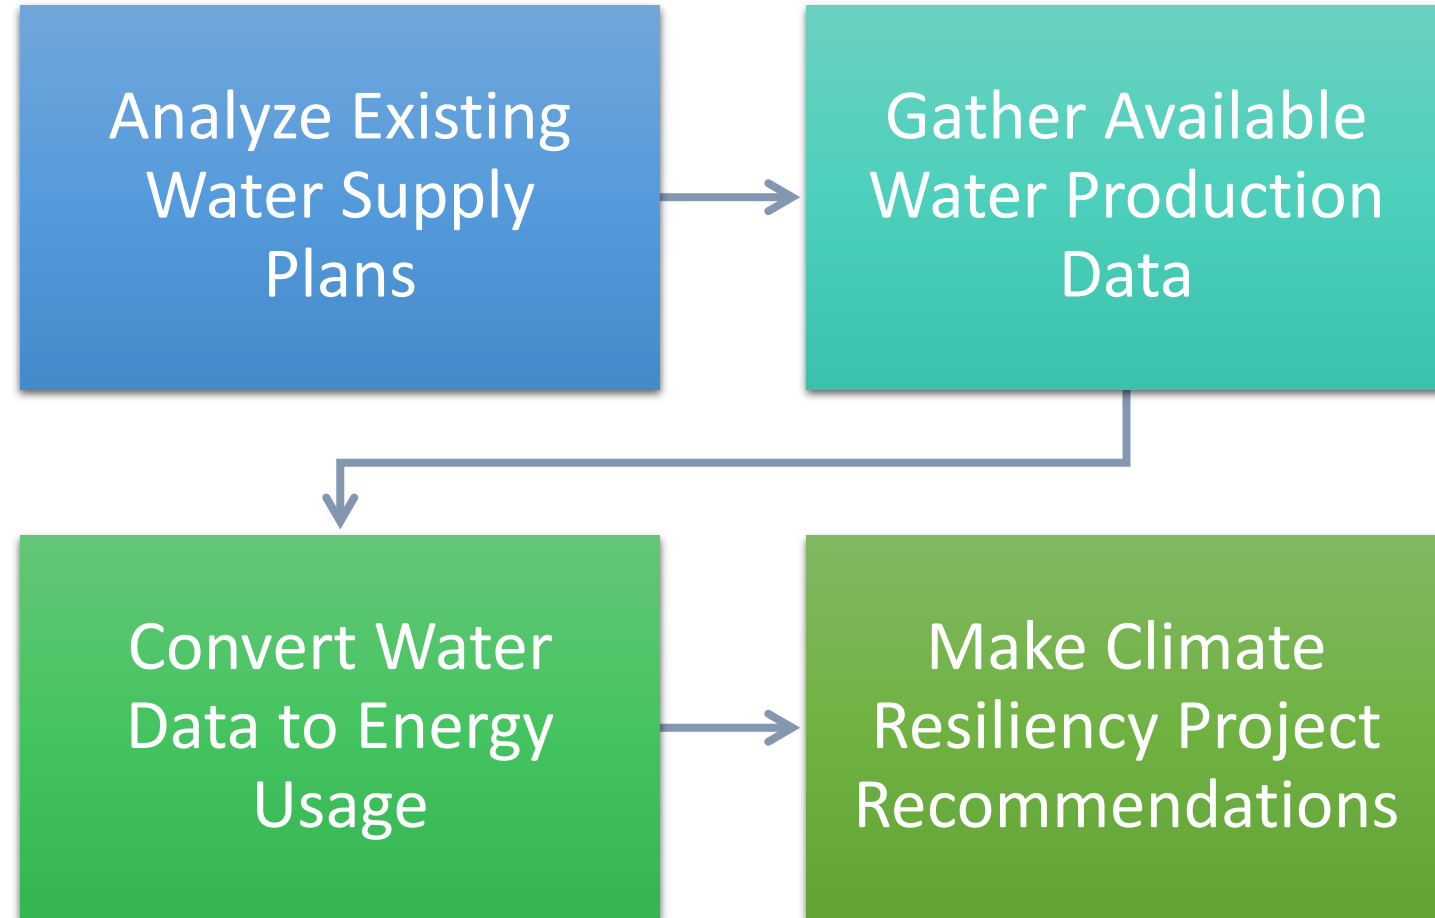 Analyze Existing
Water Supply
Plans
Gather Available
Water Production
Data
Convert Water
Data to Energy
Usage
Make Climate
Resiliency Project
Recommendations